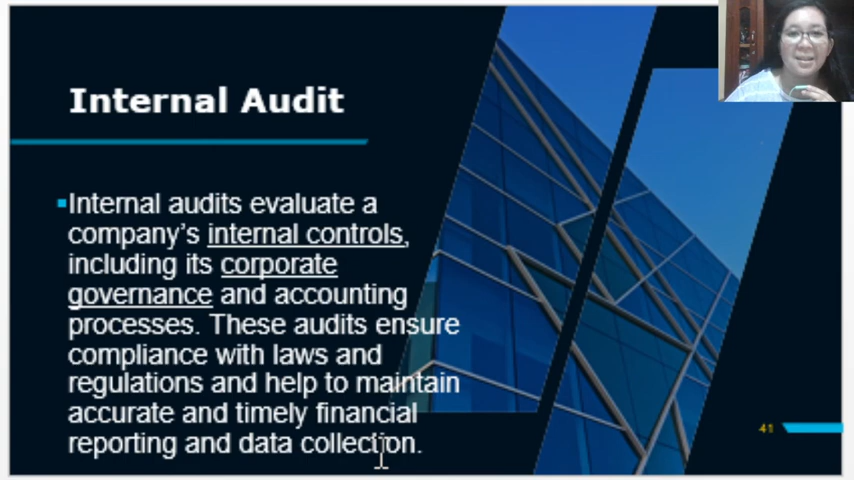 Internal Audit
▪Internal audits evaluate a
company’s internal controls,
including its corporate
governance and accounting
processes. These audits ensure
compliance with laws and
regulations and help to maintain
accurate and timely financial
reporting and data collection.
41